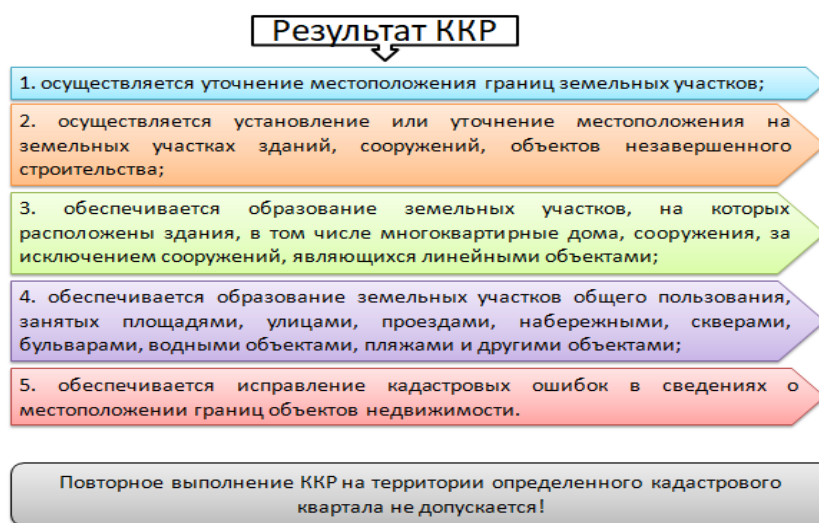 Результат ККР
1. осуществляется уточнение местоположения границ земельных участков;
2. осуществляется установление или уточнение местоположения на
земельных участках зданий, сооружений, объектов незавершенного
строительства;
3. обеспечивается образование земельных участков, на которых
расположены здания, в том числе многоквартирные дома, сооружения, за
исключением сооружений, являющихся линейными объектами;
4. обеспечивается образование земельных участков общего пользования,
занятых площадями, улицами, проездами, набережными, скверами,
бульварами, водными объектами, пляжами и другими объектами;
5. обеспечивается исправление кадастровых ошибок в сведениях о
местоположении границ объектов недвижимости.
Повторное выполнение ККР на территории определенного кадастрового
квартала не допускается!